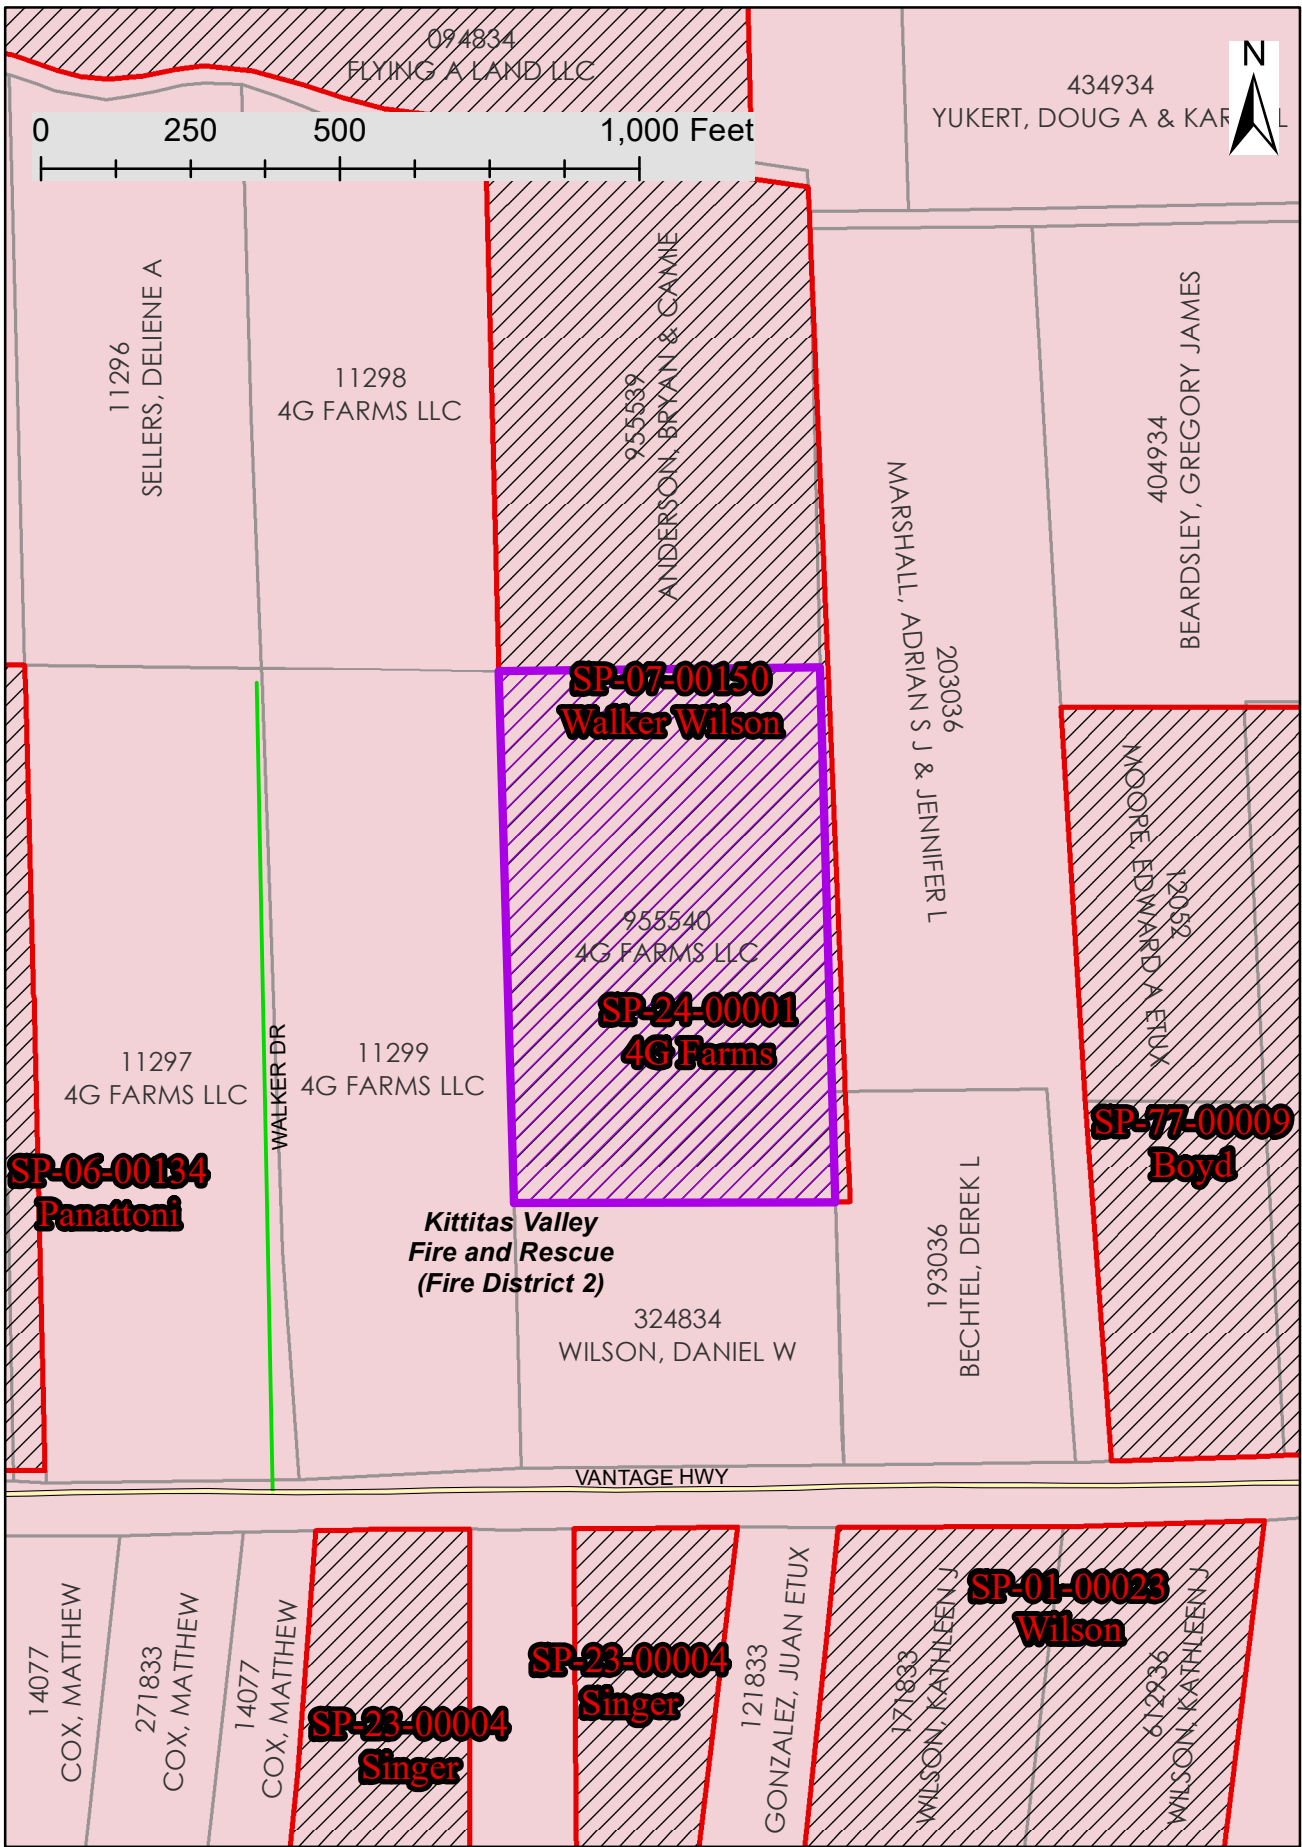 094834
FLYING A LAND LLC
N
434934
YUKERT, DOUG A & KAR
L
0 250 500 1,000 Feet
11296
SELLERS, DELIENE A
11298
4G FARMS LLC
955539
ANDERSON, BRYAN & CAMIE
203036
MARSHALL, ADRIAN S J & JENNIFER L
404934
BEARDSLEY, GREGORY JAMES
SP-07-00150
Walker Wilson
12052
MOORE, EDWARD A ETUX
955540
4G FARMS LLC
SP-24-00001
4G Farms
11297
4G FARMS LLC
WALKER DR
11299
4G FARMS LLC
SP-77-00009
Boyd
SP-06-00134
Panattoni
Kittitas Valley
Fire and Rescue
(Fire District 2)
193036
BECHTEL, DEREK L
324834
WILSON, DANIEL W
VANTAGE HWY
14077
COX, MATTHEW
271833
COX, MATTHEW
14077
COX, MATTHEW
SP-23-00004
Singer
SP-23-00004
Singer
121833
GONZALEZ, JUAN ETUX
171833
WILSON, KATHLEEN J
SP-01-00023
Wilson
612936
WILSON, KATHLEEN J